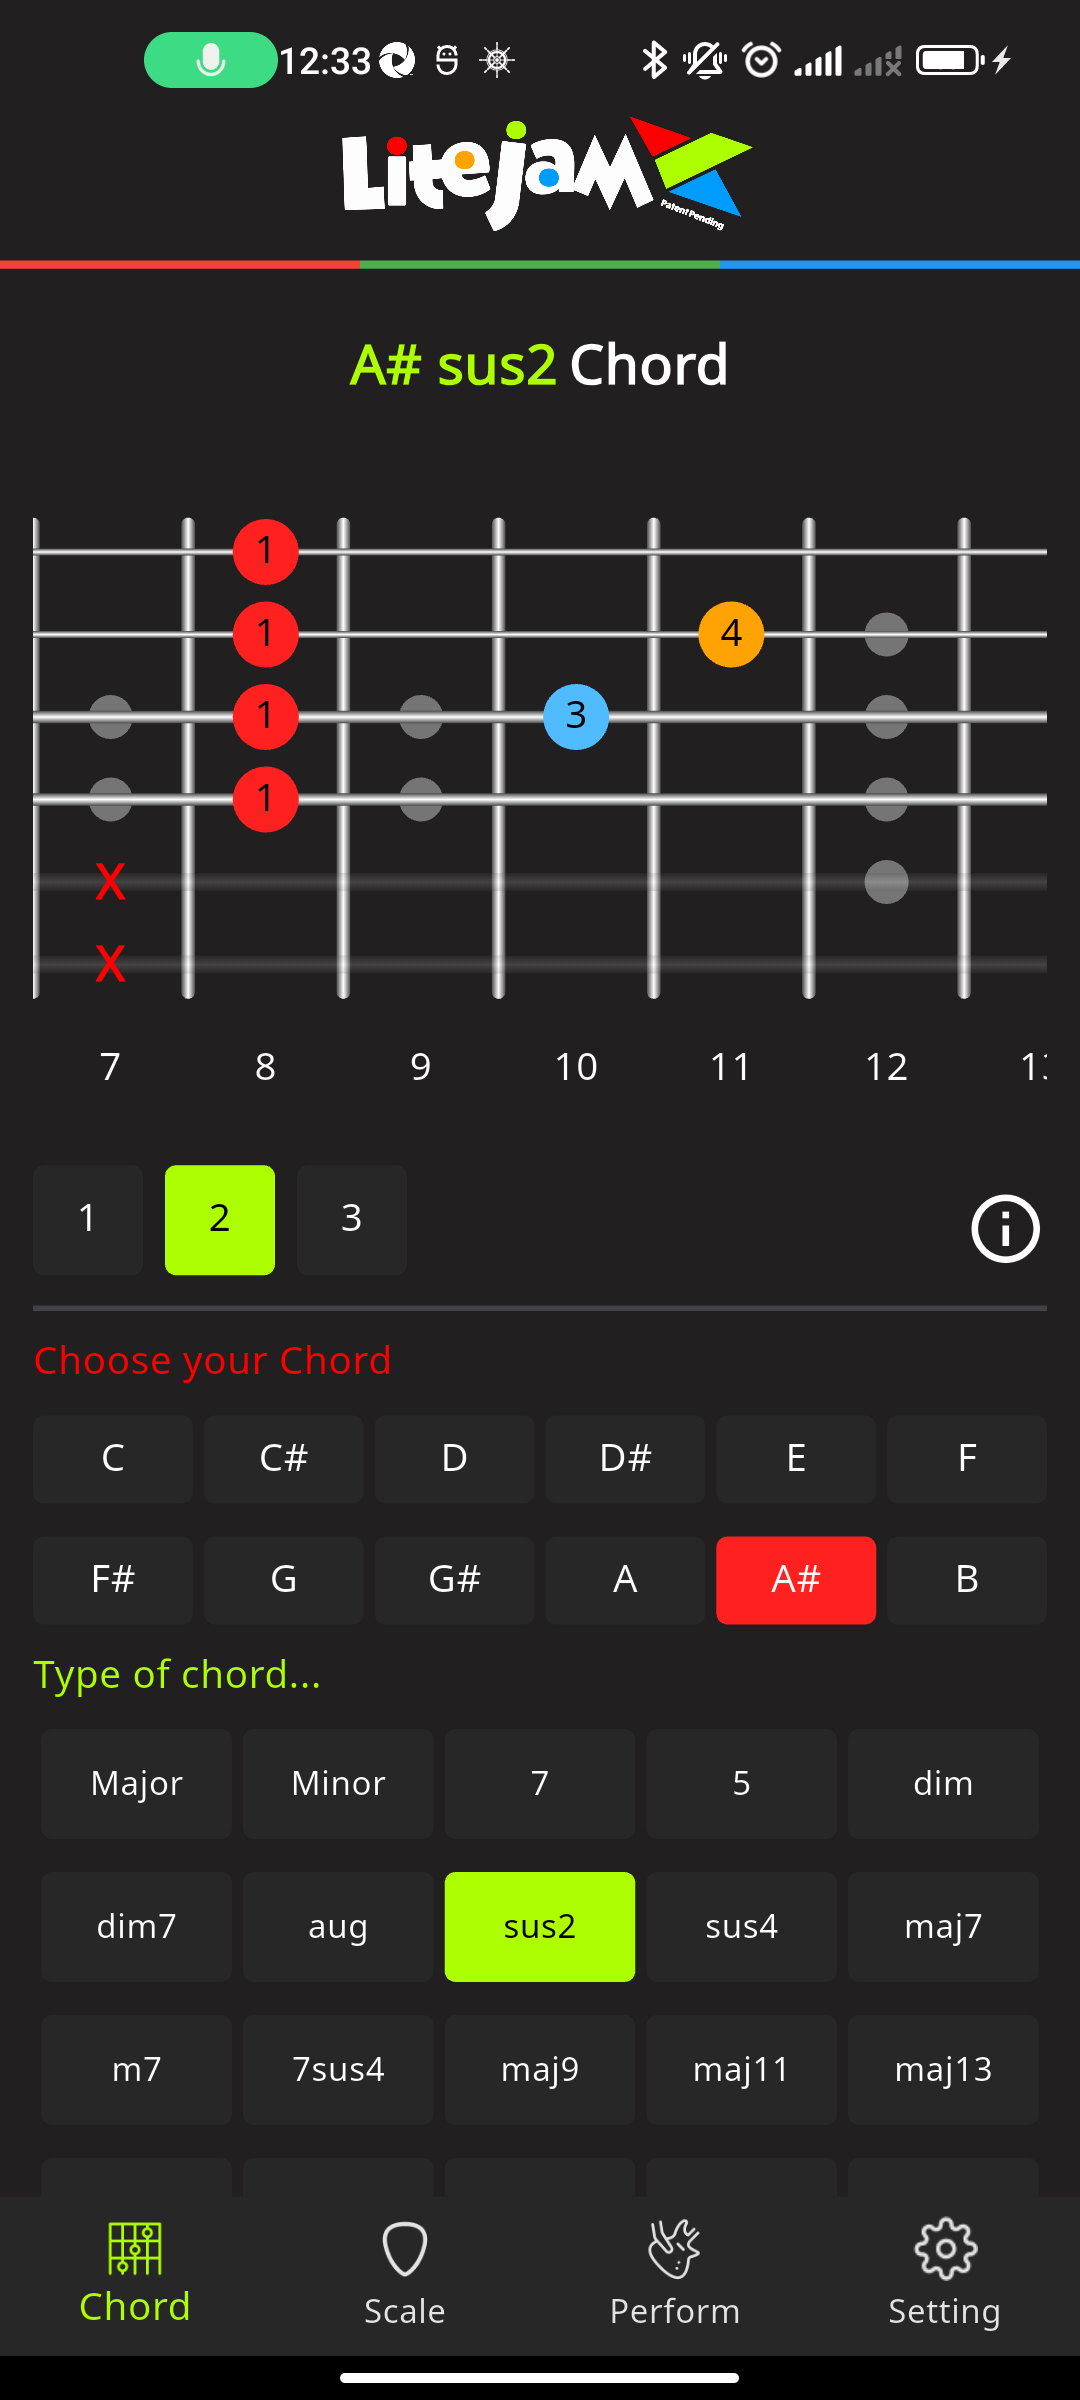 12:33
LiteJam
Patent Pending
A# sus2 Chord
1
1 4
1 3
1
X
X
7 8 9 10 11 12
1 2 3
Choose your Chord
C C# D D# E F
F# G G# A A# B
Type of chord...
Major Minor 7 5 dim
dim7 aug sus2 sus4 maj7
m7 7sus4 maj9 maj11 maj13
Chord Scale Perform Setting